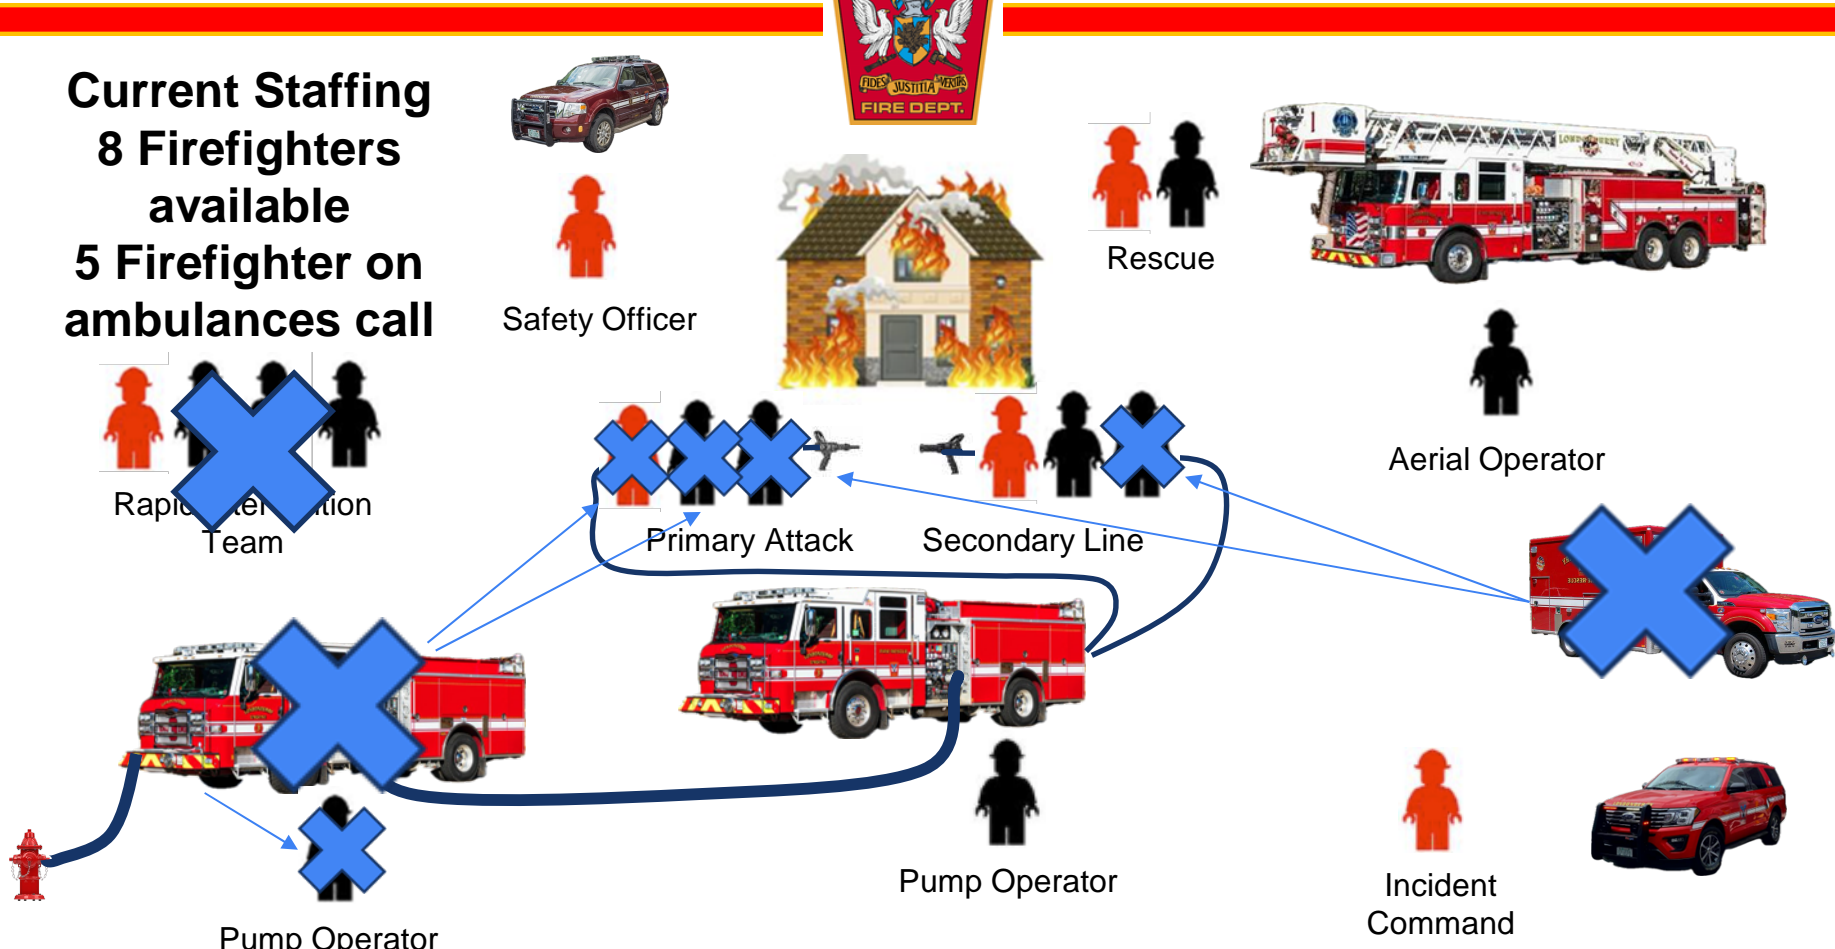 FIDES JUSTITIA VERITAS
FIRE DEPT.
Current Staffing
8 Firefighters
available
5 Firefighter on
ambulances call
Safety Officer
Rescue
LONDONDERRY
Aerial Operator
Team
Primary Attack
Secondary Line
Pump Operator
Pump Operator
Incident
Command